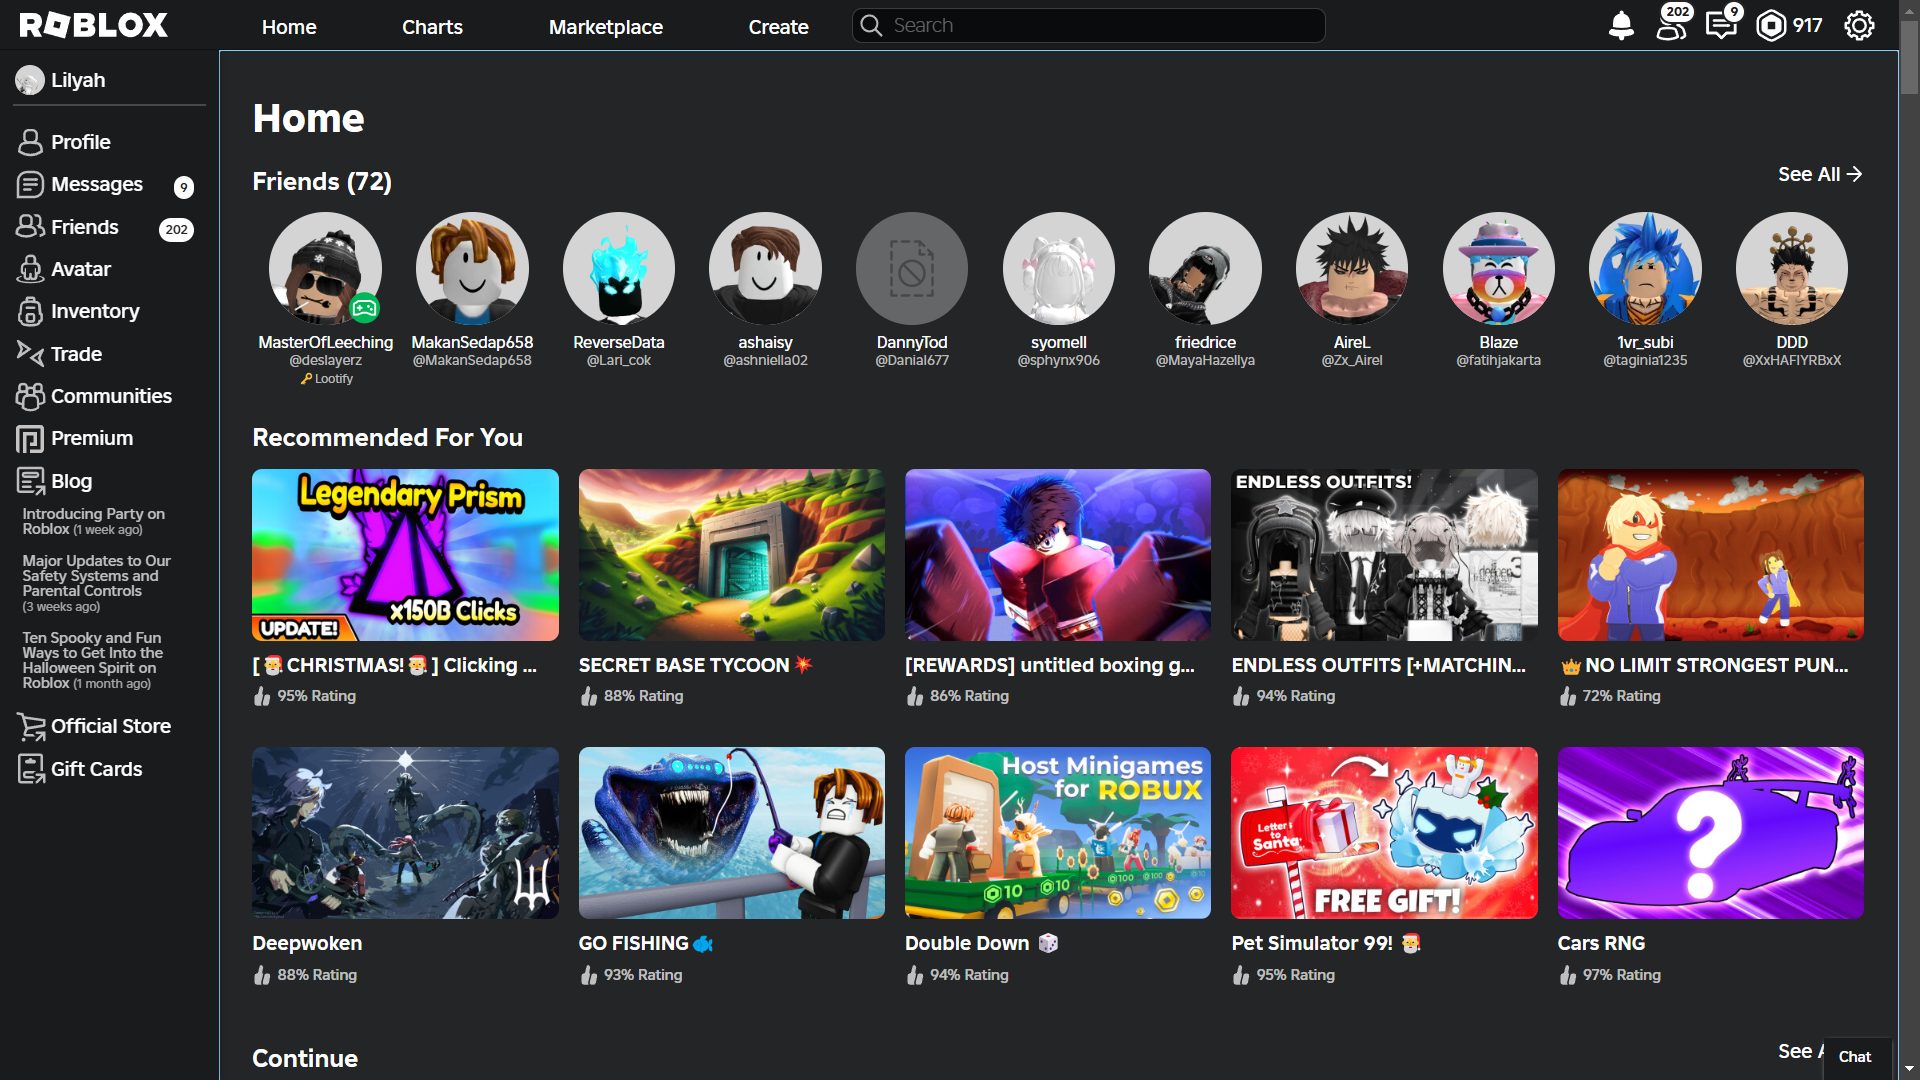 ROBLOX
Home
Charts
Marketplace
Create
Search
202
9
917
Lilyah
Profile
Messages
9
Friends
202
Avatar
Inventory
Trade
Communities
Premium
Blog
Introducing Party on
Roblox (1 week ago)
Major Updates to Our
Safety Systems and
Parental Controls
(3 weeks ago)
Ten Spooky and Fun
Ways to Get Into the
Halloween Spirit on
Roblox (1 month ago)
Official Store
Gift Cards
Home
Friends (72)
See All
MasterOfLeeching
@deslayerz
Lootify
MakanSedap658
@MakanSedap658
ReverseData
@Lari_cok
ashaisy
@ashniella02
DannyTod
@Danial677
syomell
@sphynx906
friedrice
@MayaHazellya
AireL
@Zx_Airel
Blaze
@fatihjakarta
1vr_subi
@taginia1235
DDD
@XxHAFIYRBxX
Recommended For You
Legendary Prism
x150B Clicks
UPDATE!
[🎅CHRISTMAS!🎅] Clicking ...
95% Rating
SECRET BASE TYCOON💥
88% Rating
[REWARDS] untitled boxing g...
86% Rating
ENDLESS OUTFITS!
ENDLESS OUTFITS [+MATCHIN...
94% Rating
👑NO LIMIT STRONGEST PUN...
72% Rating
Deepwoken
88% Rating
GO FISHING🐟
93% Rating
Host Minigames
for ROBUX
10
10
100
100
Double Down 🎲
94% Rating
Letters
to
Santa
FREE GIFT!
Pet Simulator 99! 🎅
95% Rating
?
Cars RNG
97% Rating
Continue
See A
Chat